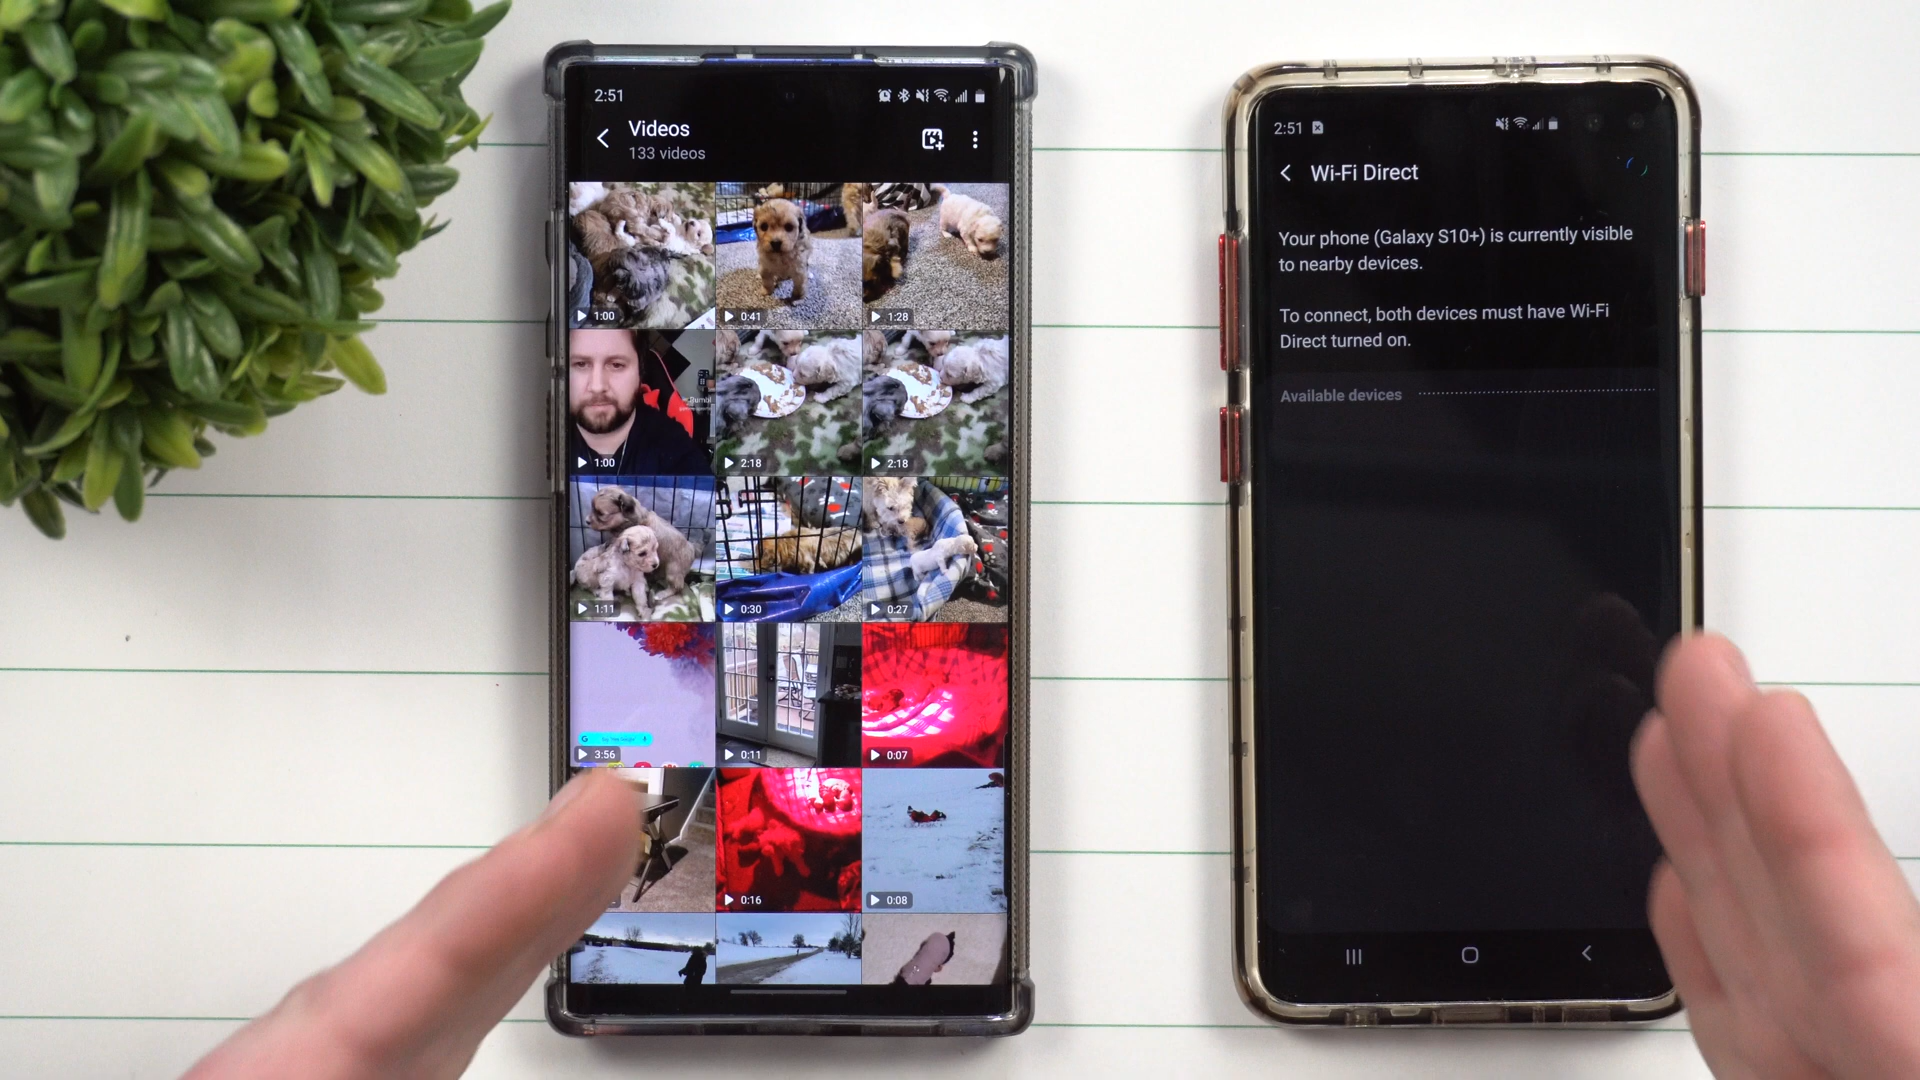 2:51
Videos
133 videos
1:00
0:41
1:28
1:00
2:18
2:18
1:11
0:30
0:27
G
3:56
0:11
0:07
0:16
0:08
2:51
Wi-Fi Direct
Your phone (Galaxy S10+) is currently visible
to nearby devices.
To connect, both devices must have Wi-Fi
Direct turned on.
Available devices